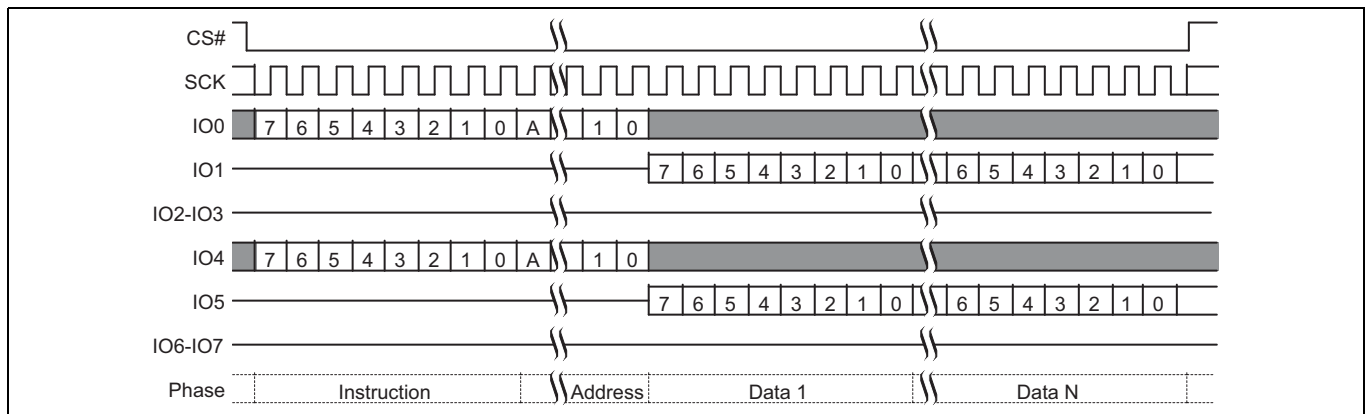 CS#
SCK
IO0 7 6 5 4 3 2 1 0 A 1 0
IO1 7 6 5 4 3 2 1 0 6 5 4 3 2 1 0
IO2-IO3
IO4 7 6 5 4 3 2 1 0 A 1 0
IO5 7 6 5 4 3 2 1 0 6 5 4 3 2 1 0
IO6-IO7
Phase Instruction Address Data 1 Data N